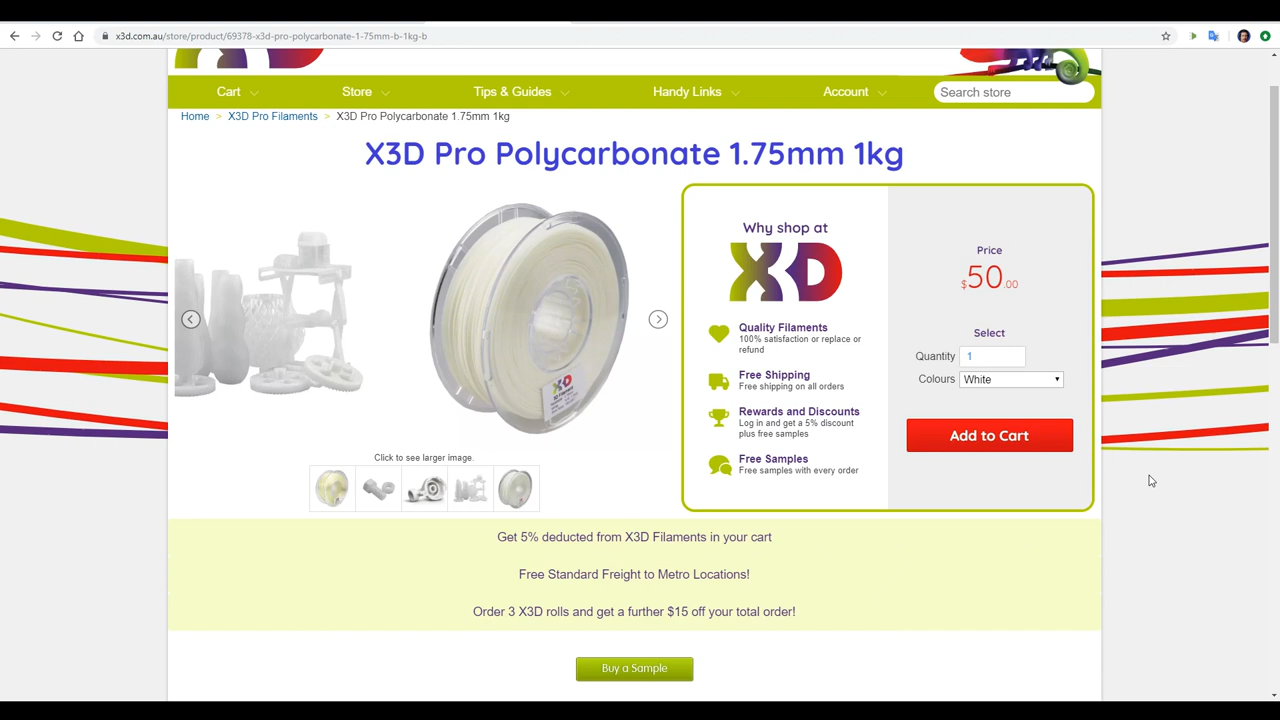 x3d.com.au/store/product/69378-x3d-pro-polycarbonate-1-75mm-b-1kg-b
Cart
Store
Tips & Guides
Handy Links
Account
Search store
Home > X3D Pro Filaments > X3D Pro Polycarbonate 1.75mm 1kg
X3D Pro Polycarbonate 1.75mm 1kg
Click to see larger image.
Why shop at
X3D
Quality Filaments
100% satisfaction or replace or
refund
Free Shipping
Free shipping on all orders
Rewards and Discounts
Log in and get a 5% discount
plus free samples
Free Samples
Free samples with every order
Price
$50.00
Select
Quantity 1
Colours White
Add to Cart
Get 5% deducted from X3D Filaments in your cart
Free Standard Freight to Metro Locations!
Order 3 X3D rolls and get a further $15 off your total order!
Buy a Sample